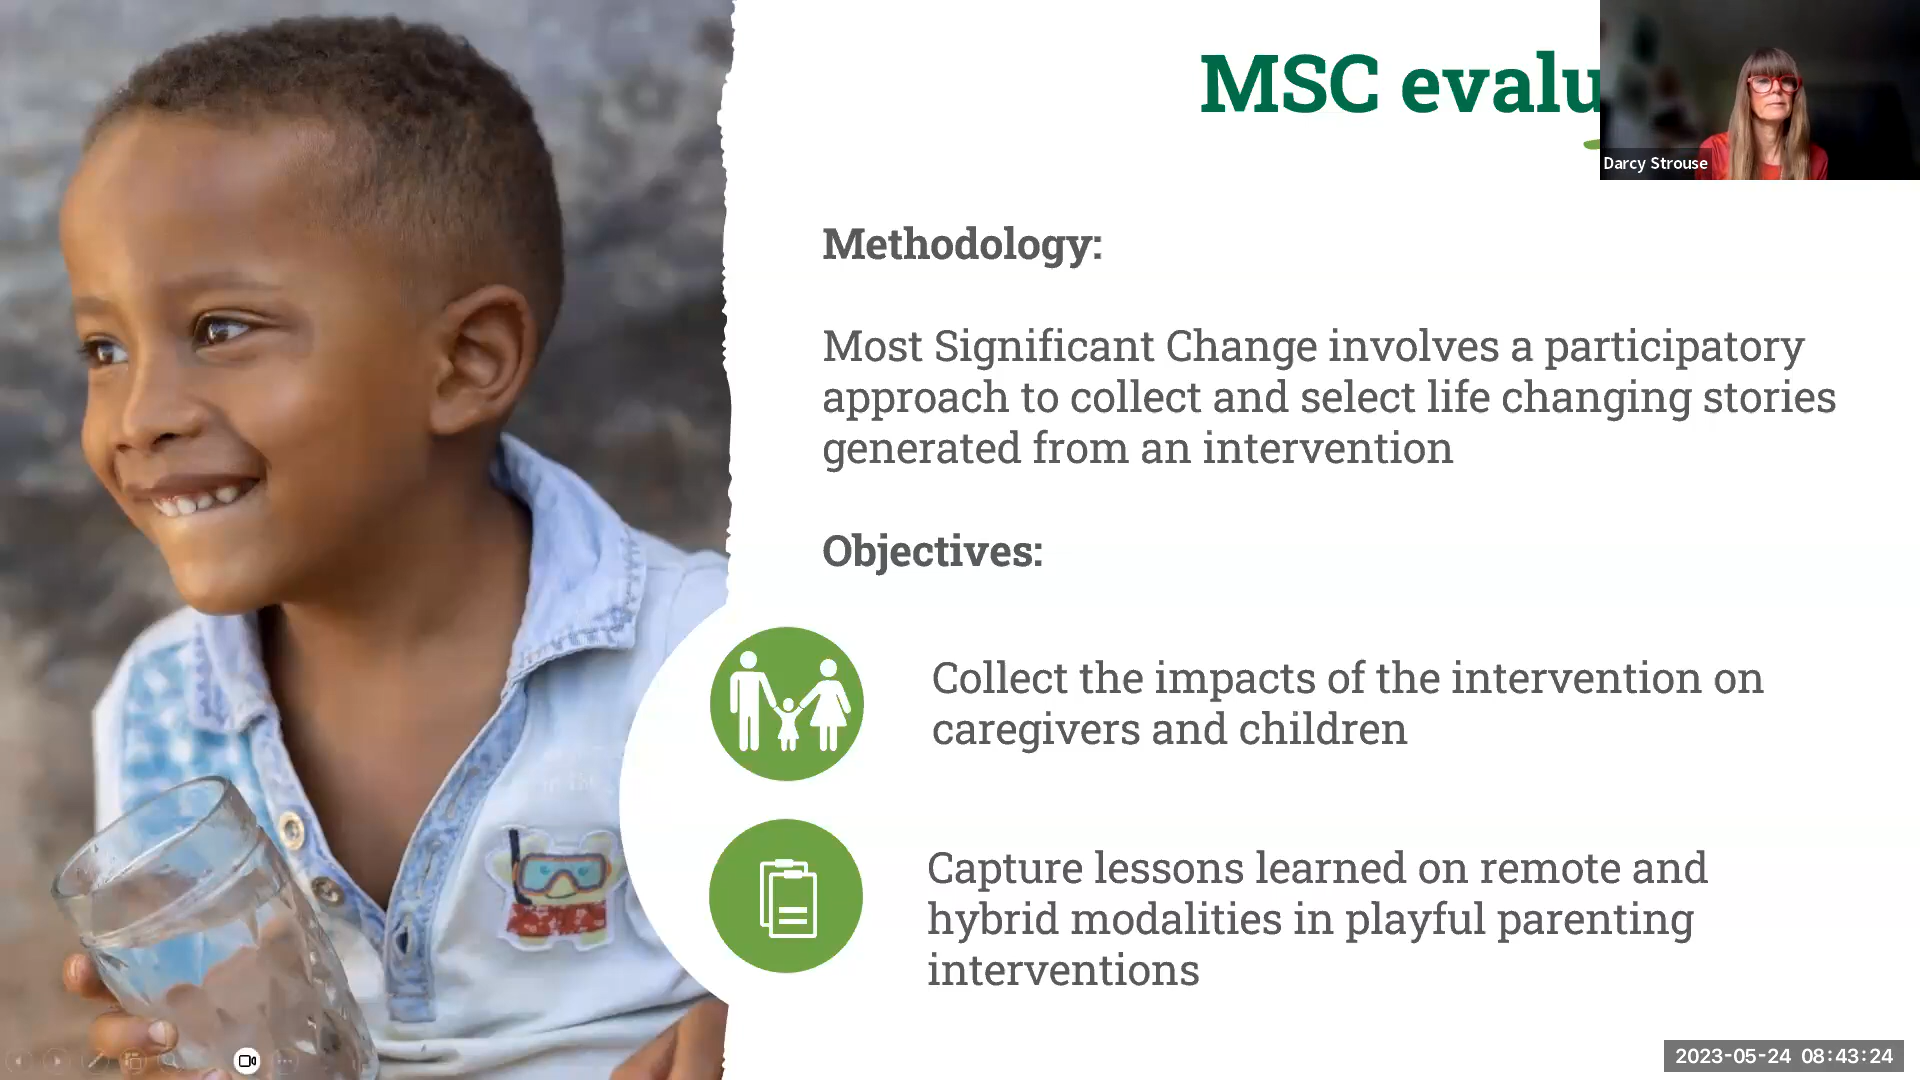 MSC evalu
Darcy Strouse
Methodology:
Most Significant Change involves a participatory
approach to collect and select life changing stories
generated from an intervention
Objectives:
Collect the impacts of the intervention on
caregivers and children
Capture lessons learned on remote and
hybrid modalities in playful parenting
interventions
2023-05-24 08:43:24